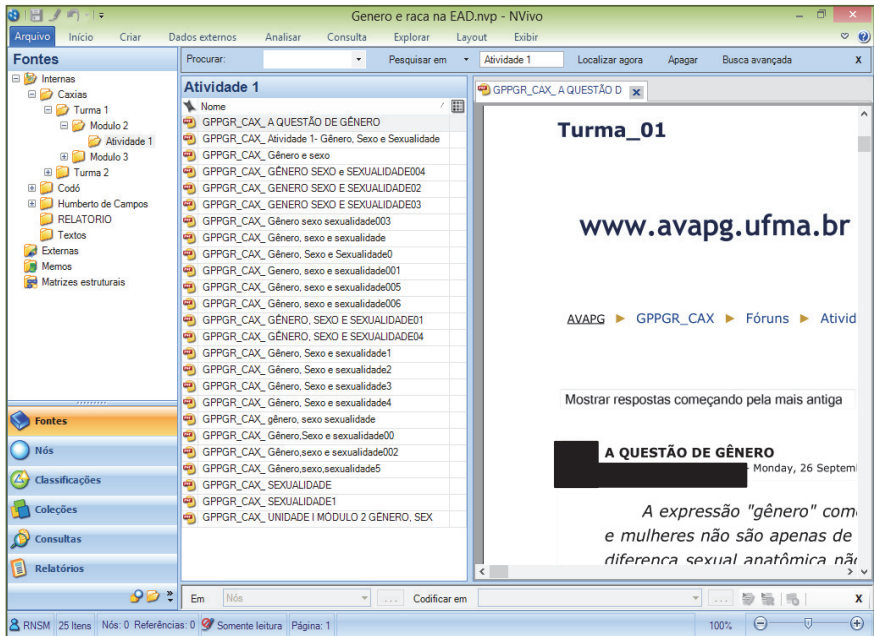 Genero e raca na EAD.nvp - NVivo
Arquivo Início Criar Dados externos Analisar Consulta Explorar Layout Exibir
Fontes
Procurar: Pesquisar em Atividade 1 Localizar agora Apagar Busca avançada x
Internas
Caxias
Turma 1
Modulo 2
Atividade 1
Modulo 3
Turma 2
Codó
Humberto de Campos
RELATORIO
Textos
Externas
Memos
Matrizes estruturais
Fontes
Nós
Classificações
Coleções
Consultas
Relatórios
Atividade 1
Nome
GPPGR_CAX_ A QUESTÃO DE GÊNERO
GPPGR_CAX_ Atividade 1- Gênero, Sexo e Sexualidade
GPPGR_CAX_ Gênero e sexo
GPPGR_CAX_ GÊNERO SEXO e SEXUALIDADE004
GPPGR_CAX_ GENERO SEXO E SEXUALIDADE02
GPPGR_CAX_ GENERO SEXO E SEXUALIDADE03
GPPGR_CAX_ Gênero sexo sexualidade003
GPPGR_CAX_ Gênero, sexo e sexualidade
GPPGR_CAX_ Gênero, Sexo e Sexualidade0
GPPGR_CAX_ Genero, sexo e sexualidade001
GPPGR_CAX_ Gênero, sexo e sexualidade005
GPPGR_CAX_ Gênero, sexo e sexualidade006
GPPGR_CAX_ GÊNERO, SEXO E SEXUALIDADE01
GPPGR_CAX_ GÊNERO, SEXO E SEXUALIDADE04
GPPGR_CAX_ Gênero, Sexo e sexualidade1
GPPGR_CAX_ Gênero, Sexo e sexualidade2
GPPGR_CAX_ Gênero, Sexo e sexualidade3
GPPGR_CAX_ Gênero, Sexo e sexualidade4
GPPGR_CAX_ gênero, sexo sexualidade
GPPGR_CAX_ Gênero,Sexo e sexualidade00
GPPGR_CAX_ Gênero,sexo e sexualidade002
GPPGR_CAX_ Gênero,sexo,sexualidade5
GPPGR_CAX_ SEXUALIDADE
GPPGR_CAX_ SEXUALIDADE1
GPPGR_CAX_ UNIDADE I MÓDULO 2 GÊNERO, SEX
GPPGR_CAX_ A QUESTÃO D x
Turma_01
www.avapg.ufma.br
AVAPG ► GPPGR_CAX ► Fóruns ► Ativid
Mostrar respostas começando pela mais antiga
A QUESTÃO DE GÊNERO
- Monday, 26 Septem
A expressão "gênero" com
e mulheres não são apenas de
diferença sexual anatômica nã
Em Nós ... Codificar em ... x
RNSM 25 Itens Nós: 0 Referências: 0 Somente leitura Página: 1 100%